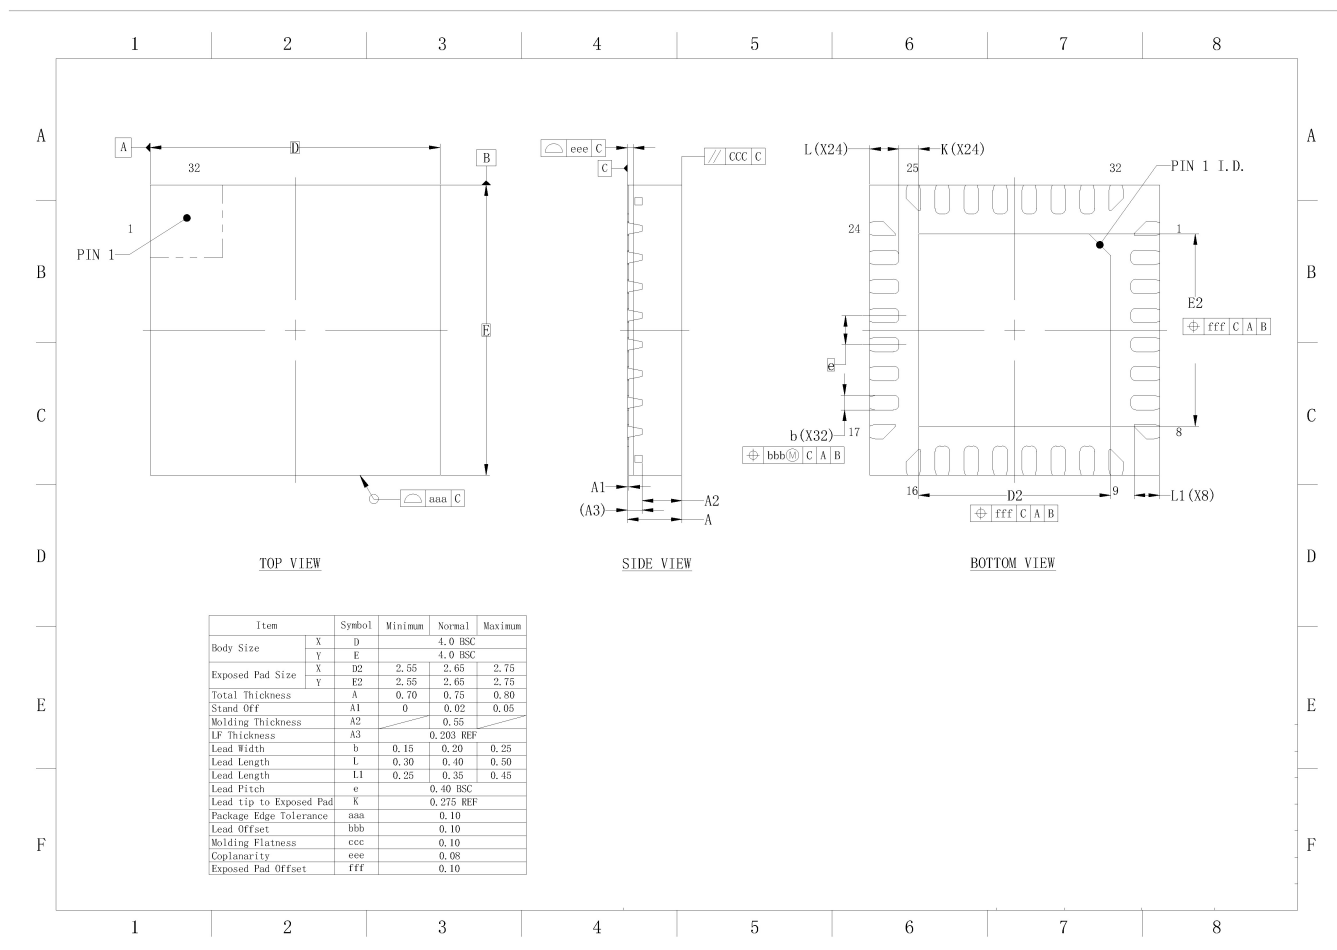 1 2 3 4 5 6 7 8
A A
B B
C C
D D
E E
F F
A D B
32
1
PIN 1
E
aaa C
TOP VIEW
eee C
C
CCC C
A1
A2
(A3)
A
SIDE VIEW
L(X24) K(X24)
25 32
PIN 1 I.D.
24 1
E2
fff C A B
e
b(X32)
bbbⓂ C A B
17 8
16 D2 9 L1(X8)
fff C A B
BOTTOM VIEW
Item Symbol Minimum Normal Maximum
Body Size X D 4.0 BSC
Y E 4.0 BSC
Exposed Pad Size X D2 2.55 2.65 2.75
Y E2 2.55 2.65 2.75
Total Thickness A 0.70 0.75 0.80
Stand Off A1 0 0.02 0.05
Molding Thickness A2 0.55
LF Thickness A3 0.203 REF
Lead Width b 0.15 0.20 0.25
Lead Length L 0.30 0.40 0.50
Lead Length L1 0.25 0.35 0.45
Lead Pitch e 0.40 BSC
Lead tip to Exposed Pad K 0.275 REF
Package Edge Tolerance aaa 0.10
Lead Offset bbb 0.10
Molding Flatness ccc 0.10
Coplanarity eee 0.08
Exposed Pad Offset fff 0.10
1 2 3 4 5 6 7 8